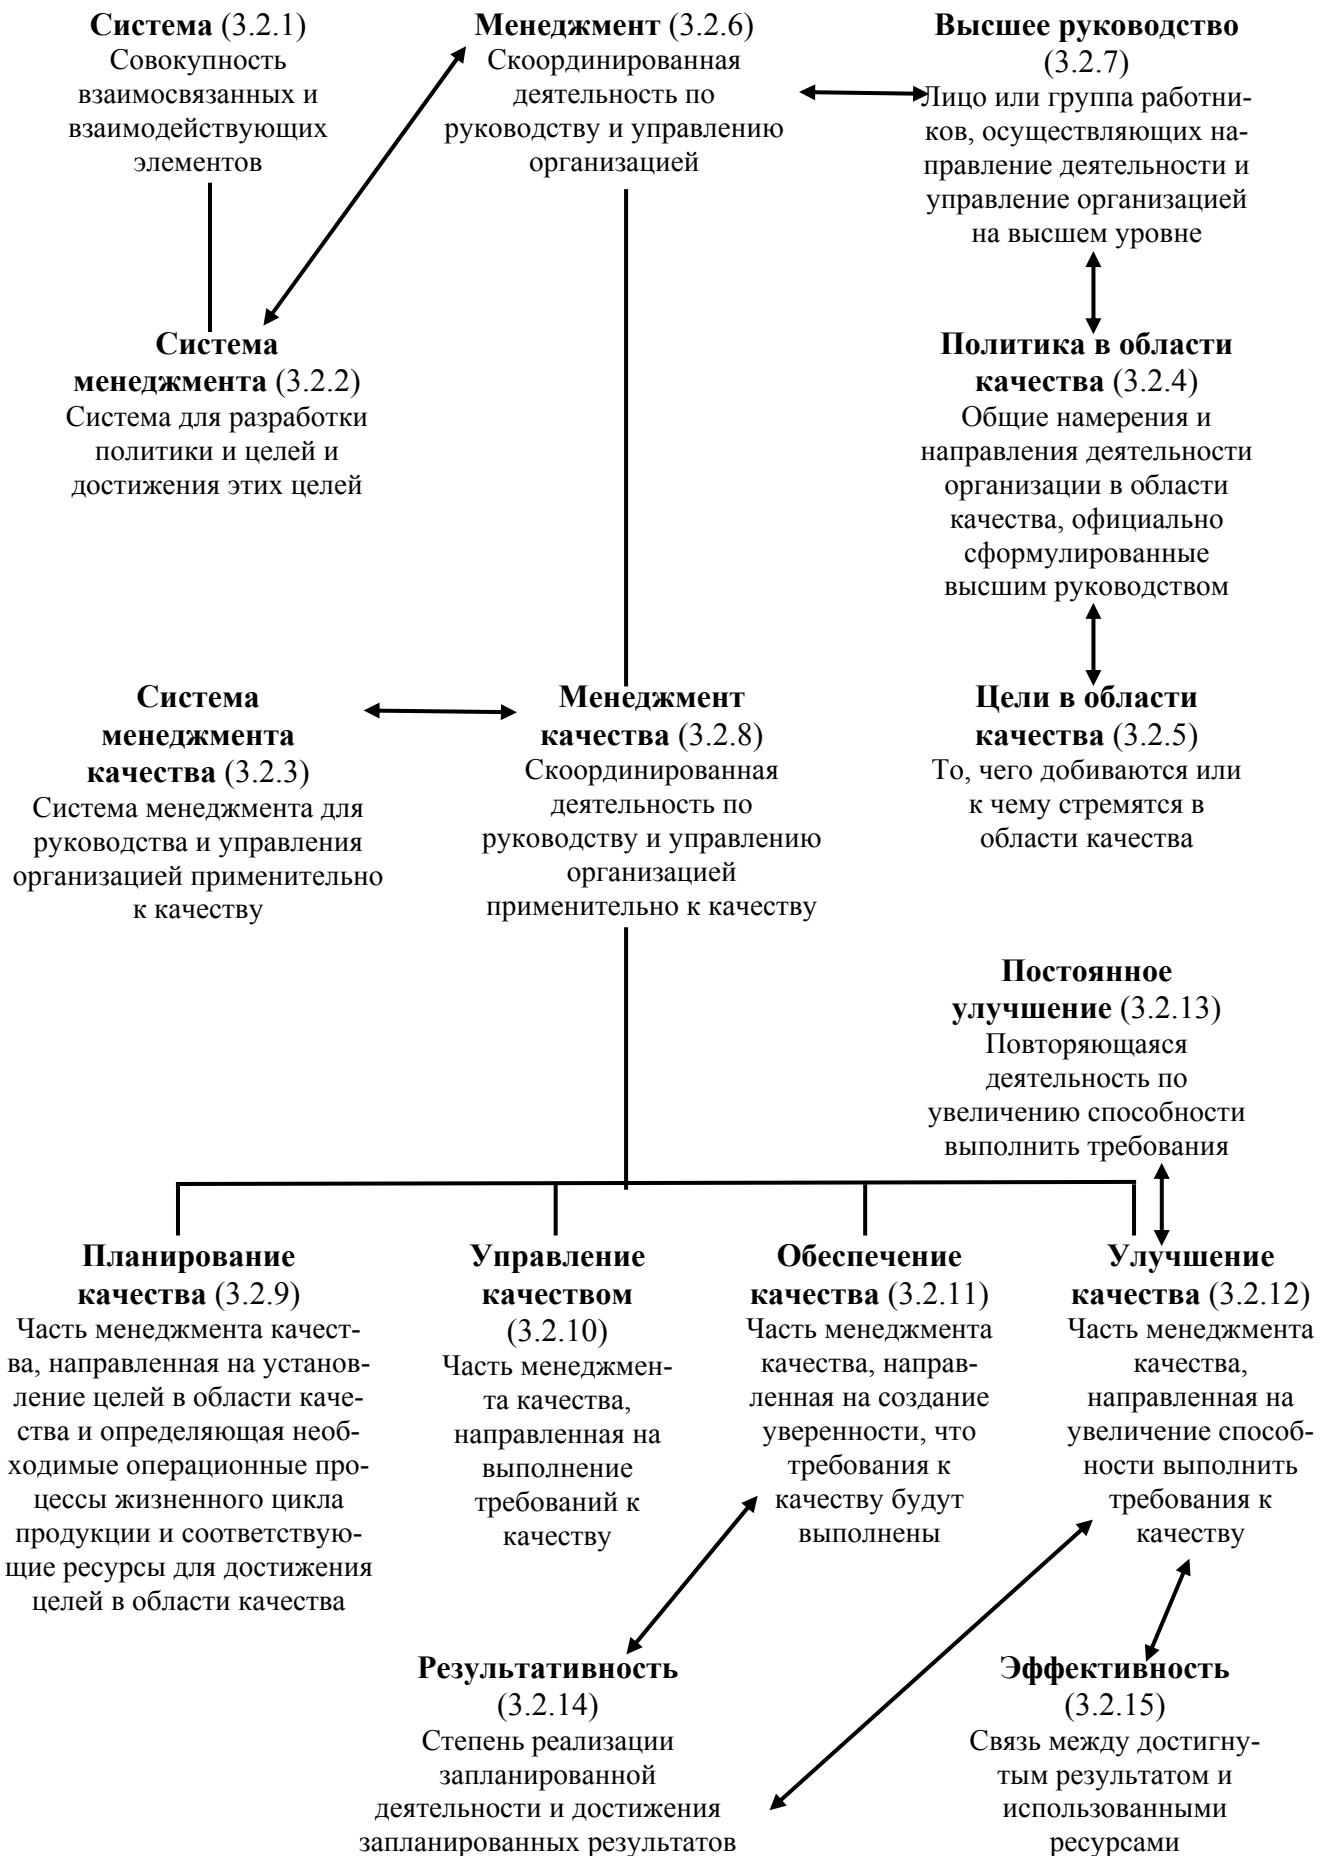 Система (3.2.1)
Совокупность
взаимосвязанных и
взаимодействующих
элементов
Менеджмент (3.2.6)
Скоординированная
деятельность по
руководству и управлению
организацией
Высшее руководство
(3.2.7)
Лицо или группа работни-
ков, осуществляющих на-
правление деятельности и
управление организацией
на высшем уровне
Система
менеджмента (3.2.2)
Система для разработки
политики и целей и
достижения этих целей
Политика в области
качества (3.2.4)
Общие намерения и
направления деятельности
организации в области
качества, официально
сформулированные
высшим руководством
Система
менеджмента
качества (3.2.3)
Система менеджмента для
руководства и управления
организацией применительно
к качеству
Менеджмент
качества (3.2.8)
Скоординированная
деятельность по
руководству и управлению
организацией
применительно к качеству
Цели в области
качества (3.2.5)
То, чего добиваются или
к чему стремятся в
области качества
Постоянное
улучшение (3.2.13)
Повторяющаяся
деятельность по
увеличению способности
выполнить требования
Планирование
качества (3.2.9)
Часть менеджмента качест-
ва, направленная на установ-
ление целей в области каче-
ства и определяющая необ-
ходимые операционные про-
цессы жизненного цикла
продукции и соответствую-
щие ресурсы для достижения
целей в области качества
Управление
качеством
(3.2.10)
Часть менеджмен-
та качества,
направленная на
выполнение
требований к
качеству
Обеспечение
качества (3.2.11)
Часть менеджмента
качества, направ-
ленная на создание
уверенности, что
требования к
качеству будут
выполнены
Улучшение
качества (3.2.12)
Часть менеджмента
качества,
направленная на
увеличение способ-
ности выполнить
требования к
качеству
Результативность
(3.2.14)
Степень реализации
запланированной
деятельности и достижения
запланированных результатов
Эффективность
(3.2.15)
Связь между достигну-
тым результатом и
использованными
ресурсами